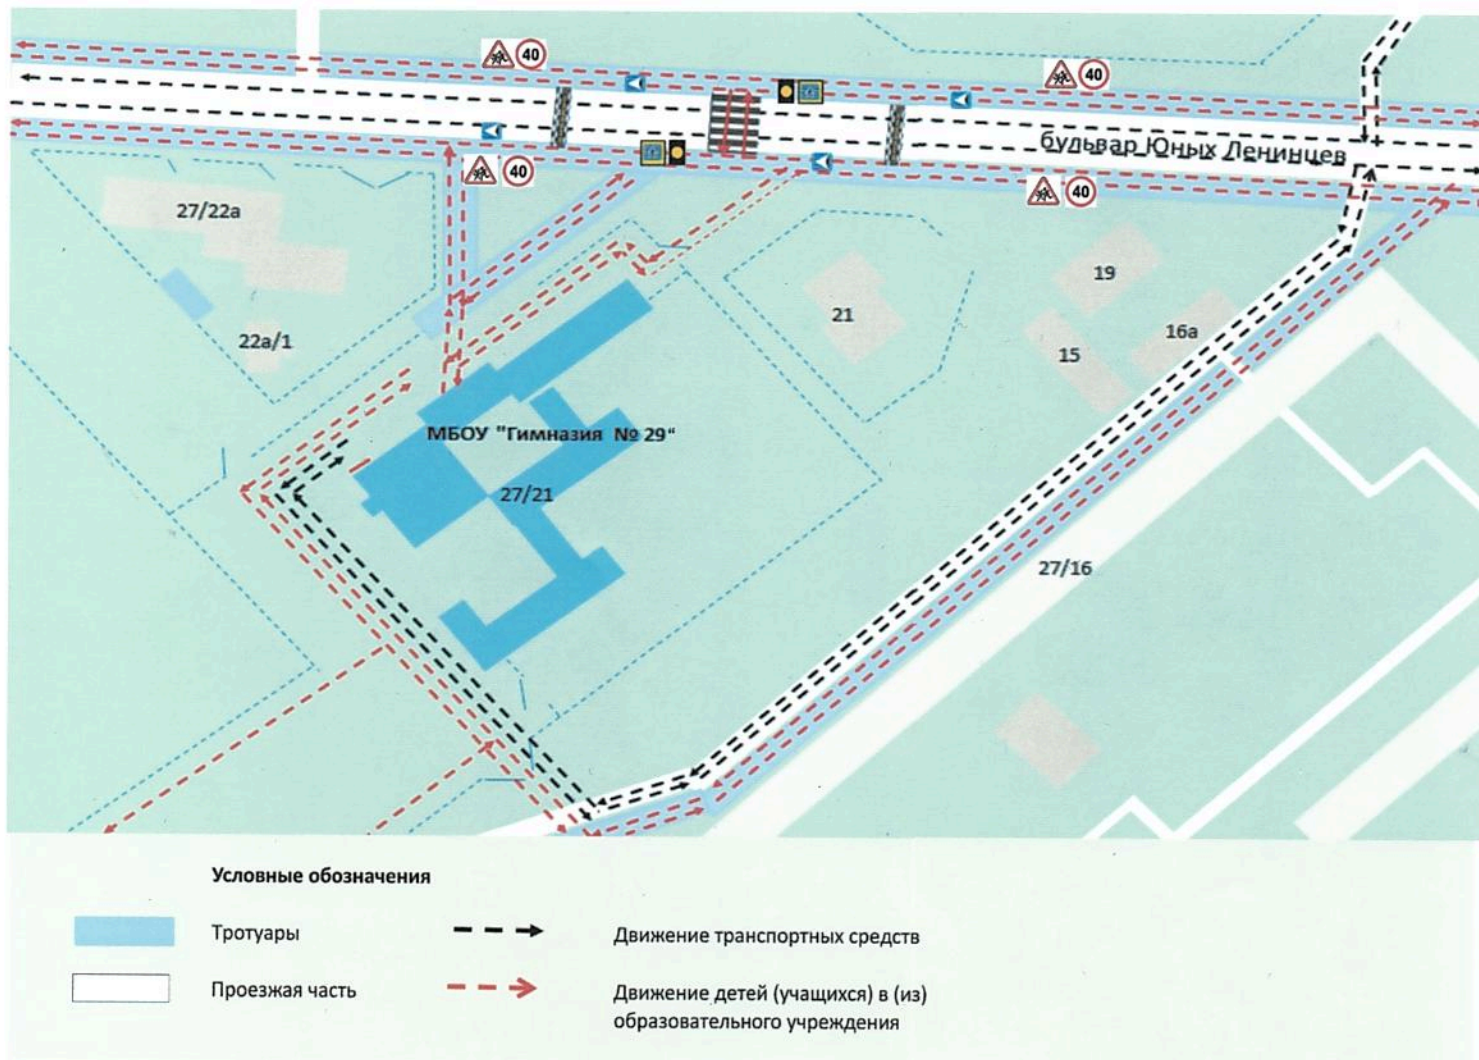 40
40
40
40
бульвар Юных Ленинцев
27/22а
22а/1
21
19
16а
15
МБОУ "Гимназия № 29"
27/21
27/16
Условные обозначения
Тротуары
Движение транспортных средств
Проезжая часть
Движение детей (учащихся) в (из)
образовательного учреждения